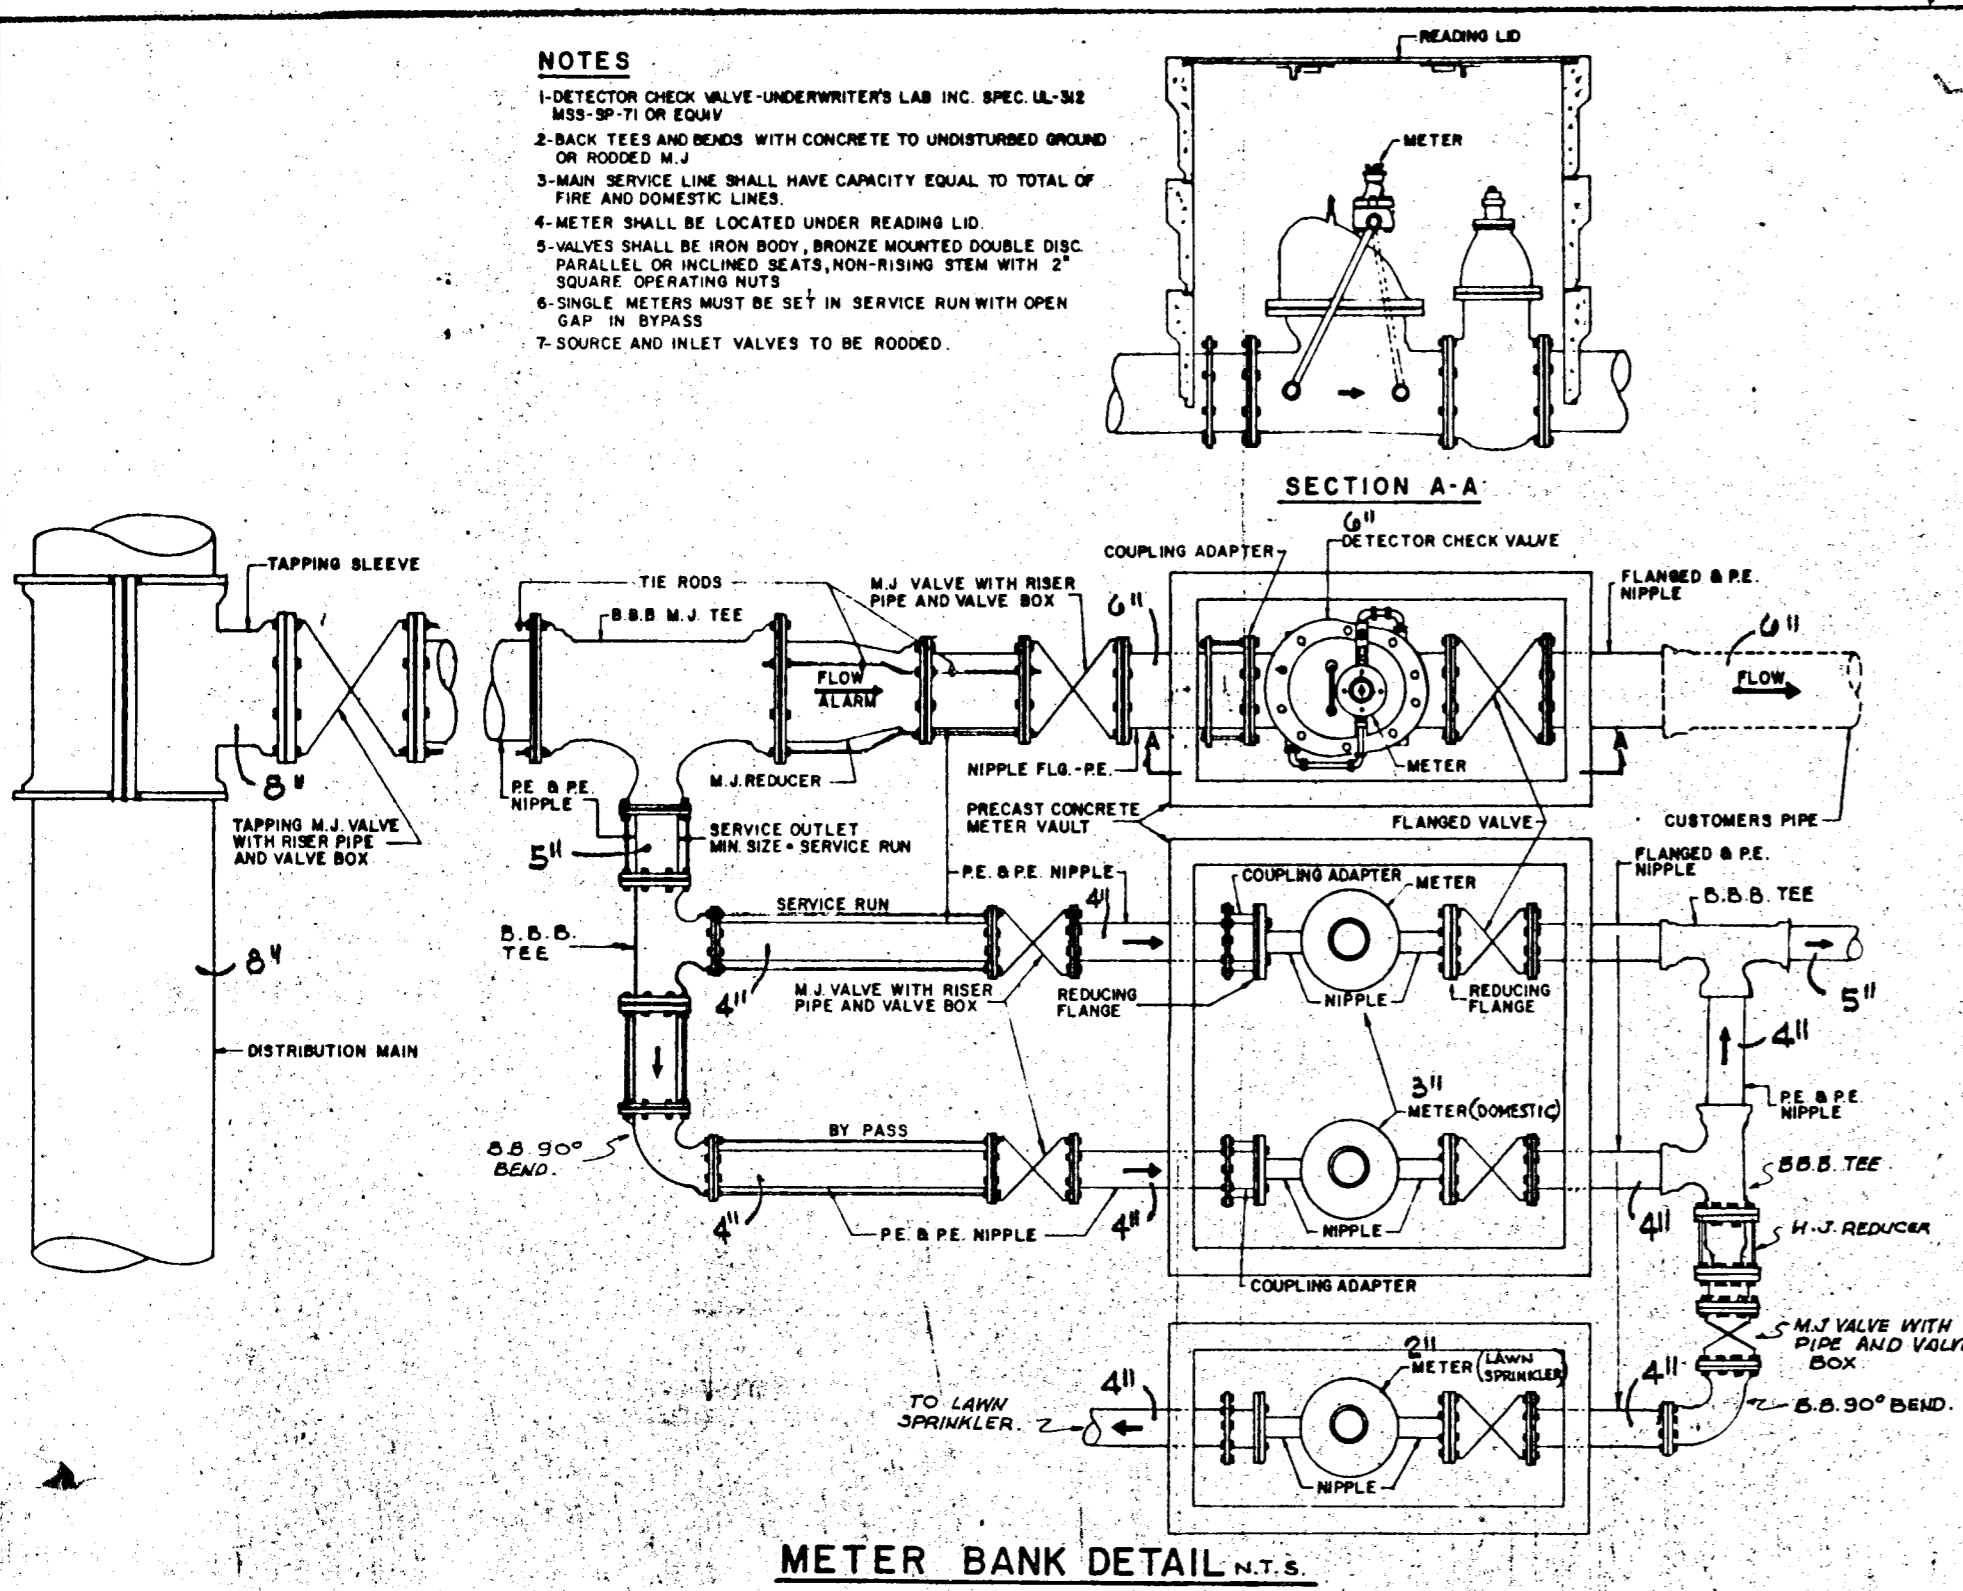 NOTES
1-DETECTOR CHECK VALVE-UNDERWRITER'S LAB INC. SPEC. UL-312
MSS-SP-71 OR EQUIV
2-BACK TEES AND BENDS WITH CONCRETE TO UNDISTURBED GROUND
OR RODDED M.J
3-MAIN SERVICE LINE SHALL HAVE CAPACITY EQUAL TO TOTAL OF
FIRE AND DOMESTIC LINES.
4-METER SHALL BE LOCATED UNDER READING LID.
5-VALVES SHALL BE IRON BODY, BRONZE MOUNTED DOUBLE DISC.
PARALLEL OR INCLINED SEATS, NON-RISING STEM WITH 2"
SQUARE OPERATING NUTS
6-SINGLE METERS MUST BE SET IN SERVICE RUN WITH OPEN
GAP IN BYPASS
7-SOURCE AND INLET VALVES TO BE RODDED.
READING LID
METER
SECTION A-A
TAPPING SLEEVE
TIE RODS
B.B.B M.J. TEE
M.J. VALVE WITH RISER
PIPE AND VALVE BOX
6"
COUPLING ADAPTER
6"
DETECTOR CHECK VALVE
FLANGED & P.E.
NIPPLE
6"
FLOW
ALARM
FLOW
8"
P.E & P.E.
NIPPLE
M.J. REDUCER
NIPPLE FLG.-P.E.
A
METER
A
TAPPING M.J. VALVE
WITH RISER PIPE
AND VALVE BOX
5"
SERVICE OUTLET
MIN. SIZE = SERVICE RUN
PRECAST CONCRETE
METER VAULT
FLANGED VALVE
CUSTOMERS PIPE
P.E. & P.E. NIPPLE
COUPLING ADAPTER
METER
FLANGED & P.E.
NIPPLE
B.B.B. TEE
SERVICE RUN
4"
B.B.B.
TEE
8"
4"
M.J. VALVE WITH RISER
PIPE AND VALVE BOX
REDUCING
FLANGE
NIPPLE
REDUCING
FLANGE
5"
DISTRIBUTION MAIN
4"
3"
METER (DOMESTIC)
P.E & P.E.
NIPPLE
B.B. 90°
BEND.
BY PASS
B.B.B. TEE
4"
P.E. & P.E. NIPPLE
4"
NIPPLE
4"
M.J. REDUCER
COUPLING ADAPTER
M.J VALVE WITH
PIPE AND VALV
BOX
2"
METER (LAWN
SPRINKLER)
4"
TO LAWN
SPRINKLER.
4"
B.B. 90° BEND.
NIPPLE
METER BANK DETAIL N.T.S.